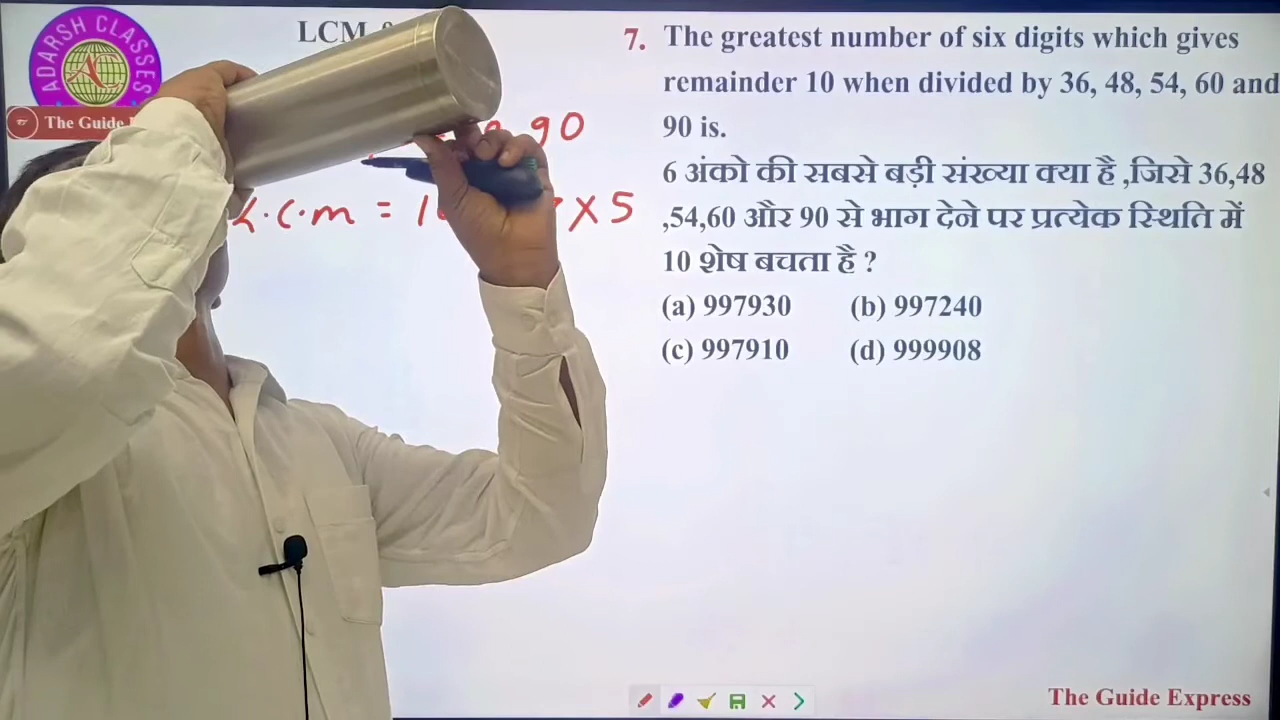 ADARSH CLASSES
The Guide
LCM
7. The greatest number of six digits which gives
remainder 10 when divided by 36, 48, 54, 60 and
90 is.
6 अंको की सबसे बड़ी संख्या क्या है ,जिसे 36,48
,54,60 और 90 से भाग देने पर प्रत्येक स्थिति में
10 शेष बचता है ?
(a) 997930 (b) 997240
(c) 997910 (d) 999908
90
L.C.M = 1 X 5
The Guide Express